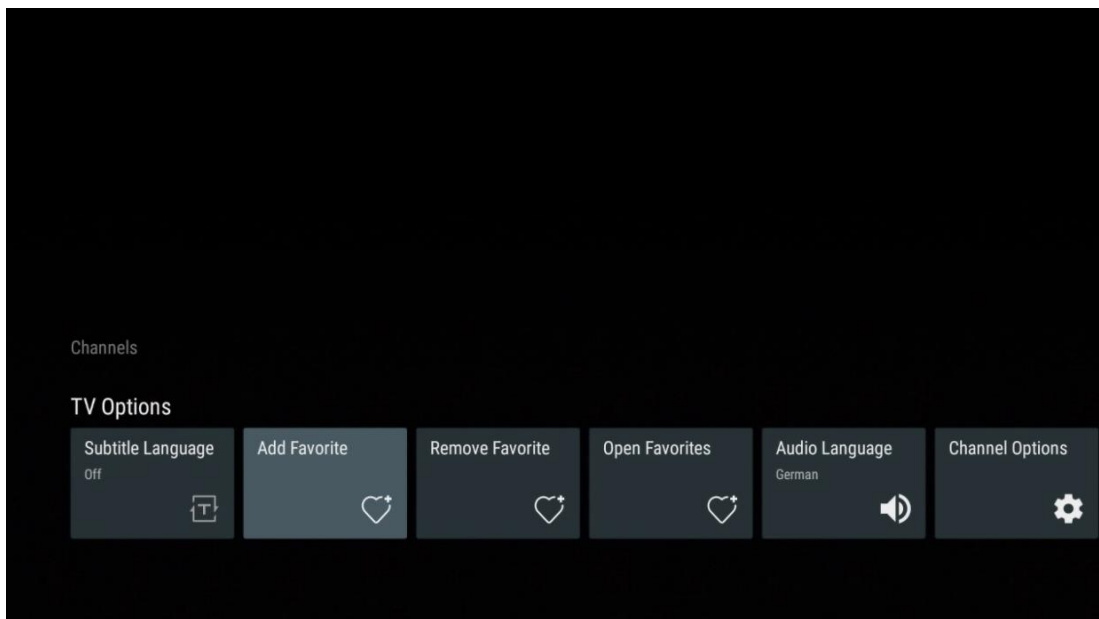 Channels
TV Options
Subtitle Language
Off
Add Favorite
Remove Favorite
Open Favorites
Audio Language
German
Channel Options